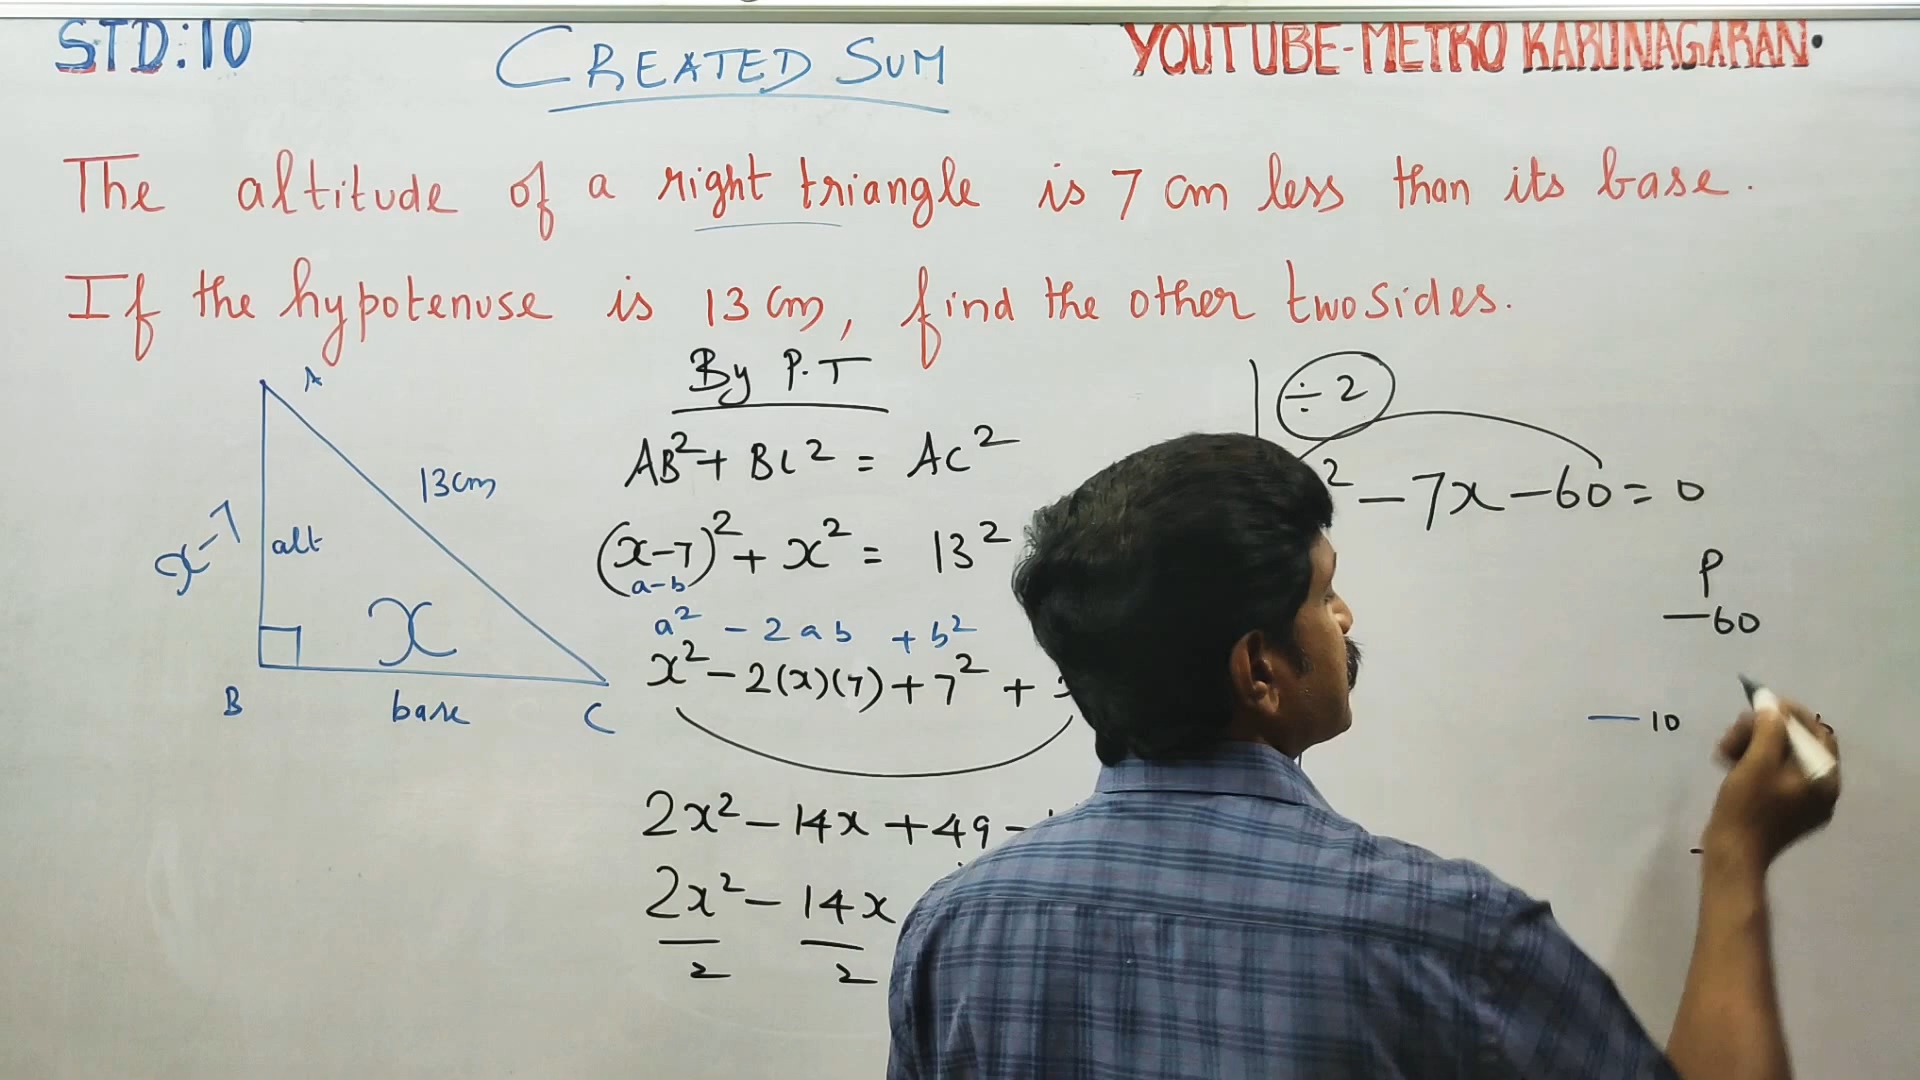 STD:10
CREATED SUM
YOUTUBE-METRO KARUNAGARAN
The altitude of a right triangle is 7 cm less than its base.
If the hypotenuse is 13 cm, find the other two sides.
A
13cm
x-7
alt
x
B
base
C
By P.T
AB²+ BC² = AC²
(x-7)² + x² = 13²
a-b
a² - 2ab + b²
x² - 2(x)(7) + 7² +
2x² - 14x + 49 -
2x² - 14x
2 2
÷ 2
² - 7x - 60 = 0
P
-60
-10